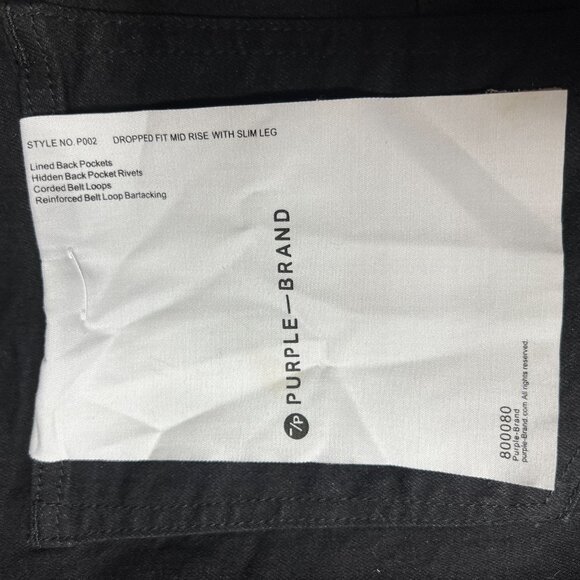 STYLE NO. P002 DROPPED FIT MID RISE WITH SLIM LEG
Lined Back Pockets
Hidden Back Pocket Rivets
Corded Belt Loops
Reinforced Belt Loop Bartacking
-/P PURPLE—BRAND
800080
Purple-Brand
purple-Brand.com All rights reserved.